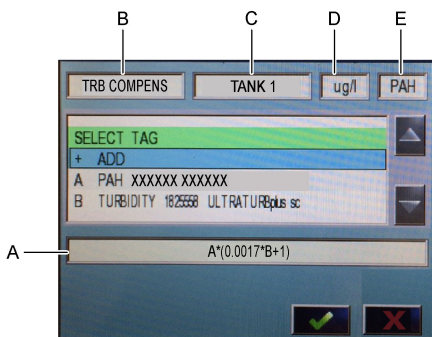 B C D E
TRB COMPENS TANK 1 ug/l PAH
SELECT TAG
+ ADD
A PAH XXXXXX XXXXXX
B TURBIDITY 1825558 ULTRATURBplus sc
A
A*(0.0017*B+1)